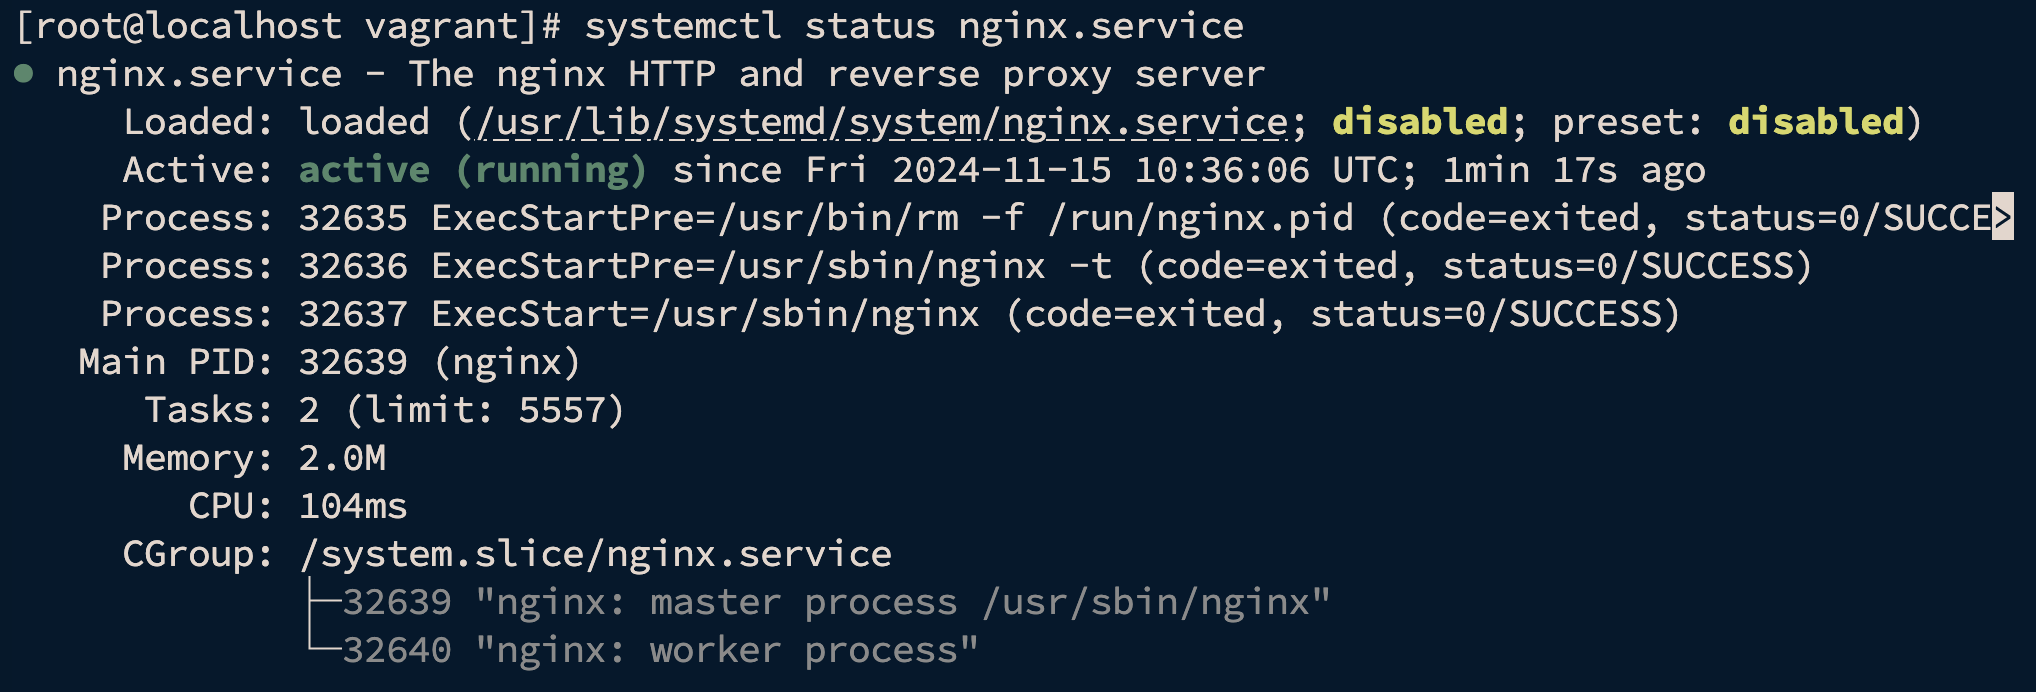 [root@localhost vagrant]# systemctl status nginx.service
● nginx.service - The nginx HTTP and reverse proxy server
     Loaded: loaded (/usr/lib/systemd/system/nginx.service; disabled; preset: disabled)
     Active: active (running) since Fri 2024-11-15 10:36:06 UTC; 1min 17s ago
    Process: 32635 ExecStartPre=/usr/bin/rm -f /run/nginx.pid (code=exited, status=0/SUCCE>
    Process: 32636 ExecStartPre=/usr/sbin/nginx -t (code=exited, status=0/SUCCESS)
    Process: 32637 ExecStart=/usr/sbin/nginx (code=exited, status=0/SUCCESS)
   Main PID: 32639 (nginx)
      Tasks: 2 (limit: 5557)
     Memory: 2.0M
        CPU: 104ms
     CGroup: /system.slice/nginx.service
             ├─32639 "nginx: master process /usr/sbin/nginx"
             └─32640 "nginx: worker process"